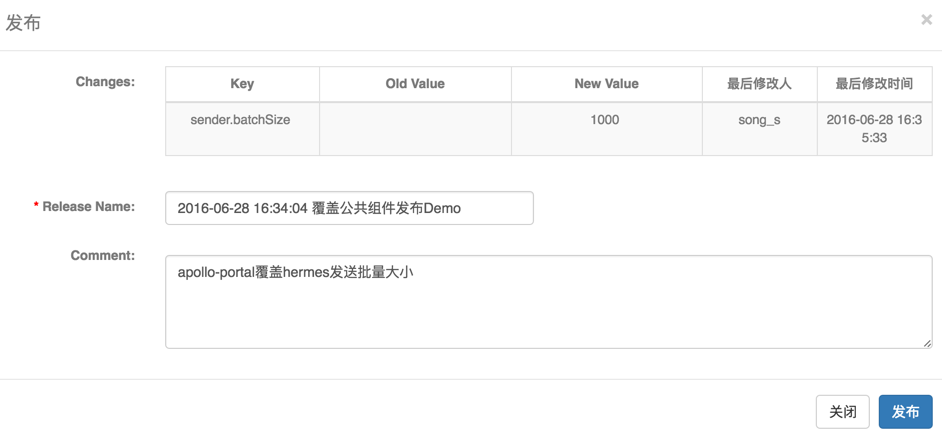 发布
×
Changes:
Key Old Value New Value 最后修改人 最后修改时间
sender.batchSize 1000 song_s 2016-06-28 16:3
5:33
* Release Name:
2016-06-28 16:34:04 覆盖公共组件发布Demo
Comment:
apollo-portal覆盖hermes发送批量大小
关闭 发布